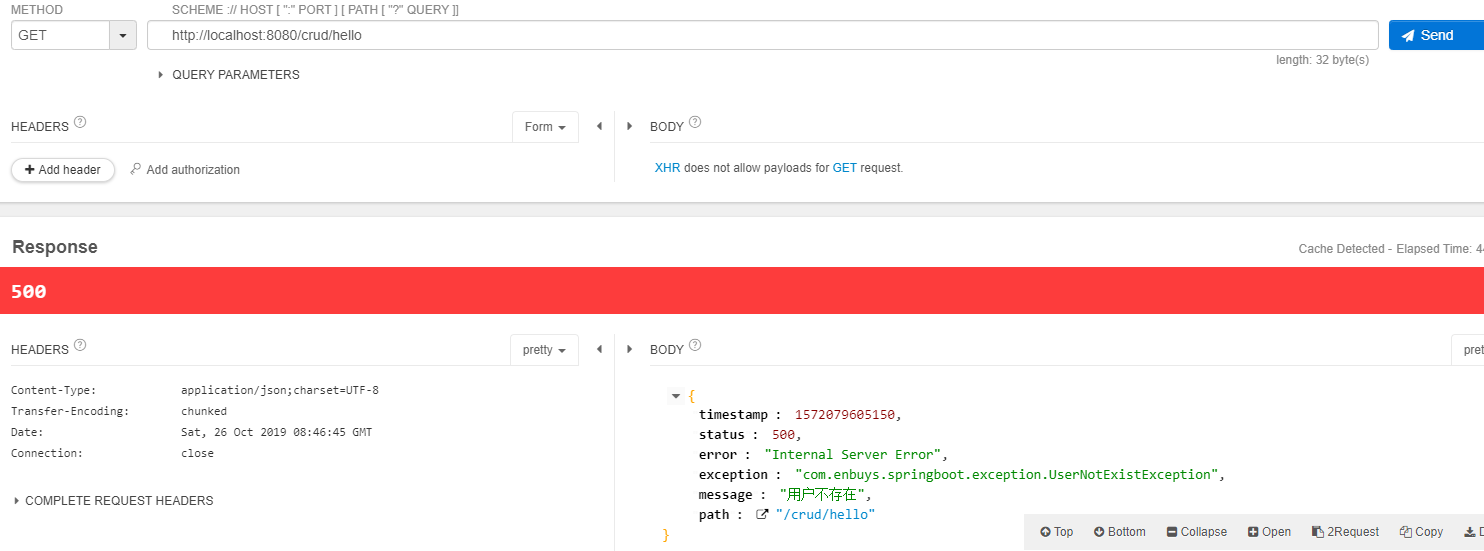 METHOD SCHEME :// HOST [ ":" PORT ] [ PATH [ "?" QUERY ]]
GET http://localhost:8080/crud/hello Send
length: 32 byte(s)
QUERY PARAMETERS
HEADERS ? Form BODY ?
+ Add header Add authorization XHR does not allow payloads for GET request.
Response Cache Detected - Elapsed Time: 44
500
HEADERS ? pretty BODY ? pret
{
Content-Type: application/json;charset=UTF-8
timestamp : 1572079605150,
Transfer-Encoding: chunked
status : 500,
Date: Sat, 26 Oct 2019 08:46:45 GMT
error : "Internal Server Error",
Connection: close
exception : "com.enbuys.springboot.exception.UserNotExistException",
COMPLETE REQUEST HEADERS
message : "用户不存在",
path : "/crud/hello"
}
Top Bottom Collapse Open 2Request Copy D